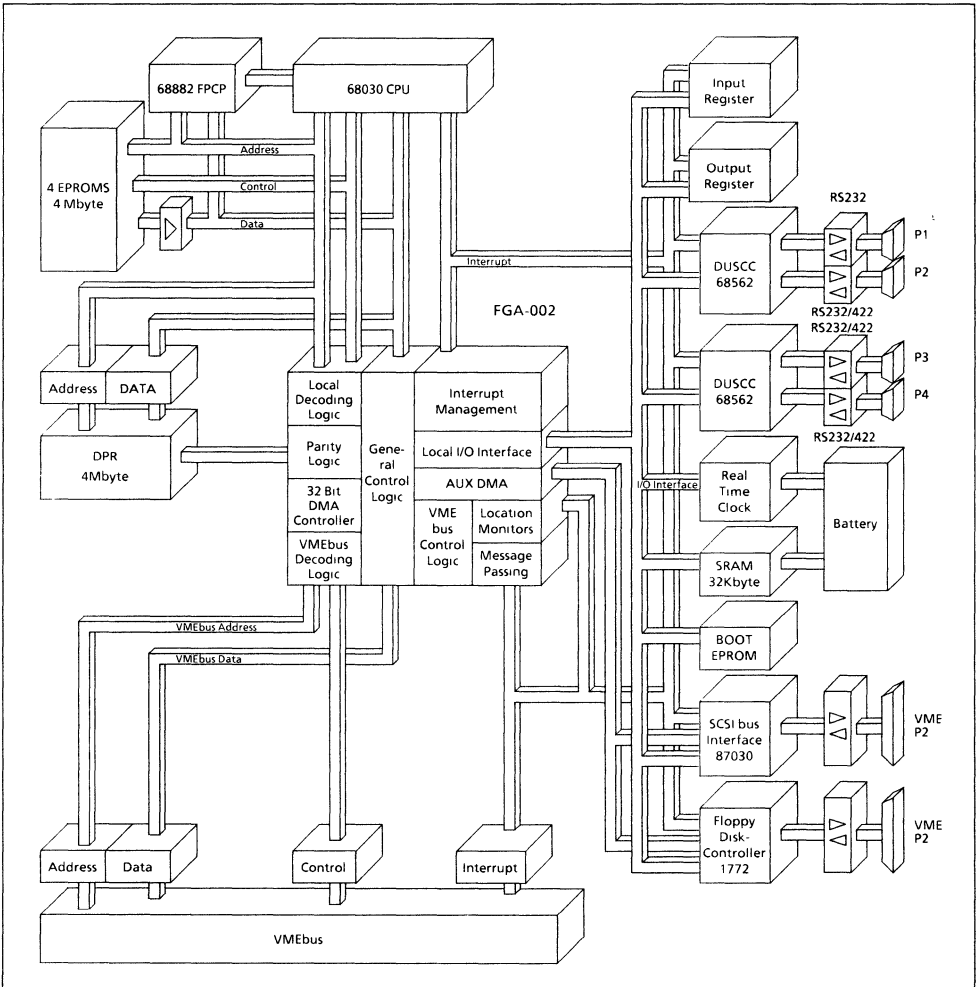 68882 FPCP
68030 CPU
Input
Register
Output
Register
4 EPROMS
4 Mbyte
Address
Control
Data
Interrupt
FGA-002
RS232
DUSCC
68562
P1
P2
RS232/422
RS232/422
DUSCC
68562
P3
P4
RS232/422
Address
DATA
DPR
4Mbyte
Local
Decoding
Logic
Parity
Logic
32 Bit
DMA
Controller
VMEbus
Decoding
Logic
Gene-
ral
Control
Logic
Interrupt
Management
Local I/O Interface
AUX DMA
VME
bus
Control
Logic
Location
Monitors
Message
Passing
I/O Interface
Real
Time
Clock
Battery
SRAM
32Kbyte
BOOT
EPROM
VMEbus Address
VMEbus Data
SCSI bus
Interface
87030
VME
P2
Floppy
Disk-
Controller
1772
VME
P2
Address
Data
Control
Interrupt
VMEbus